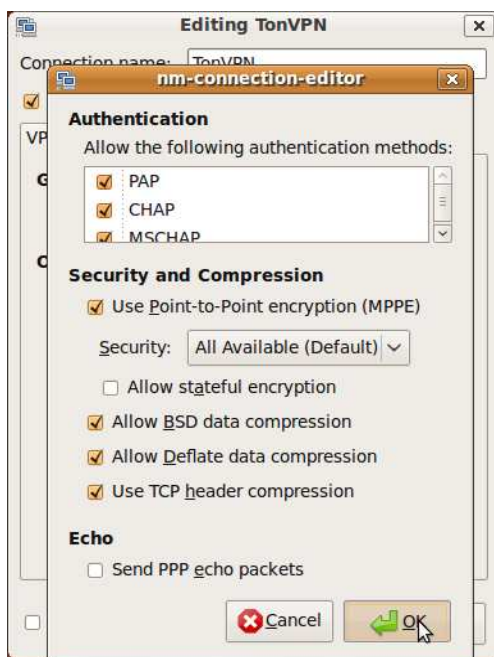 Editing TonVPN
Connection name: TonVPN
nm-connection-editor
VP
G
C
Authentication
Allow the following authentication methods:
PAP
CHAP
MSCHAP
Security and Compression
Use Point-to-Point encryption (MPPE)
Security: All Available (Default)
Allow stateful encryption
Allow BSD data compression
Allow Deflate data compression
Use TCP header compression
Echo
Send PPP echo packets
Cancel OK